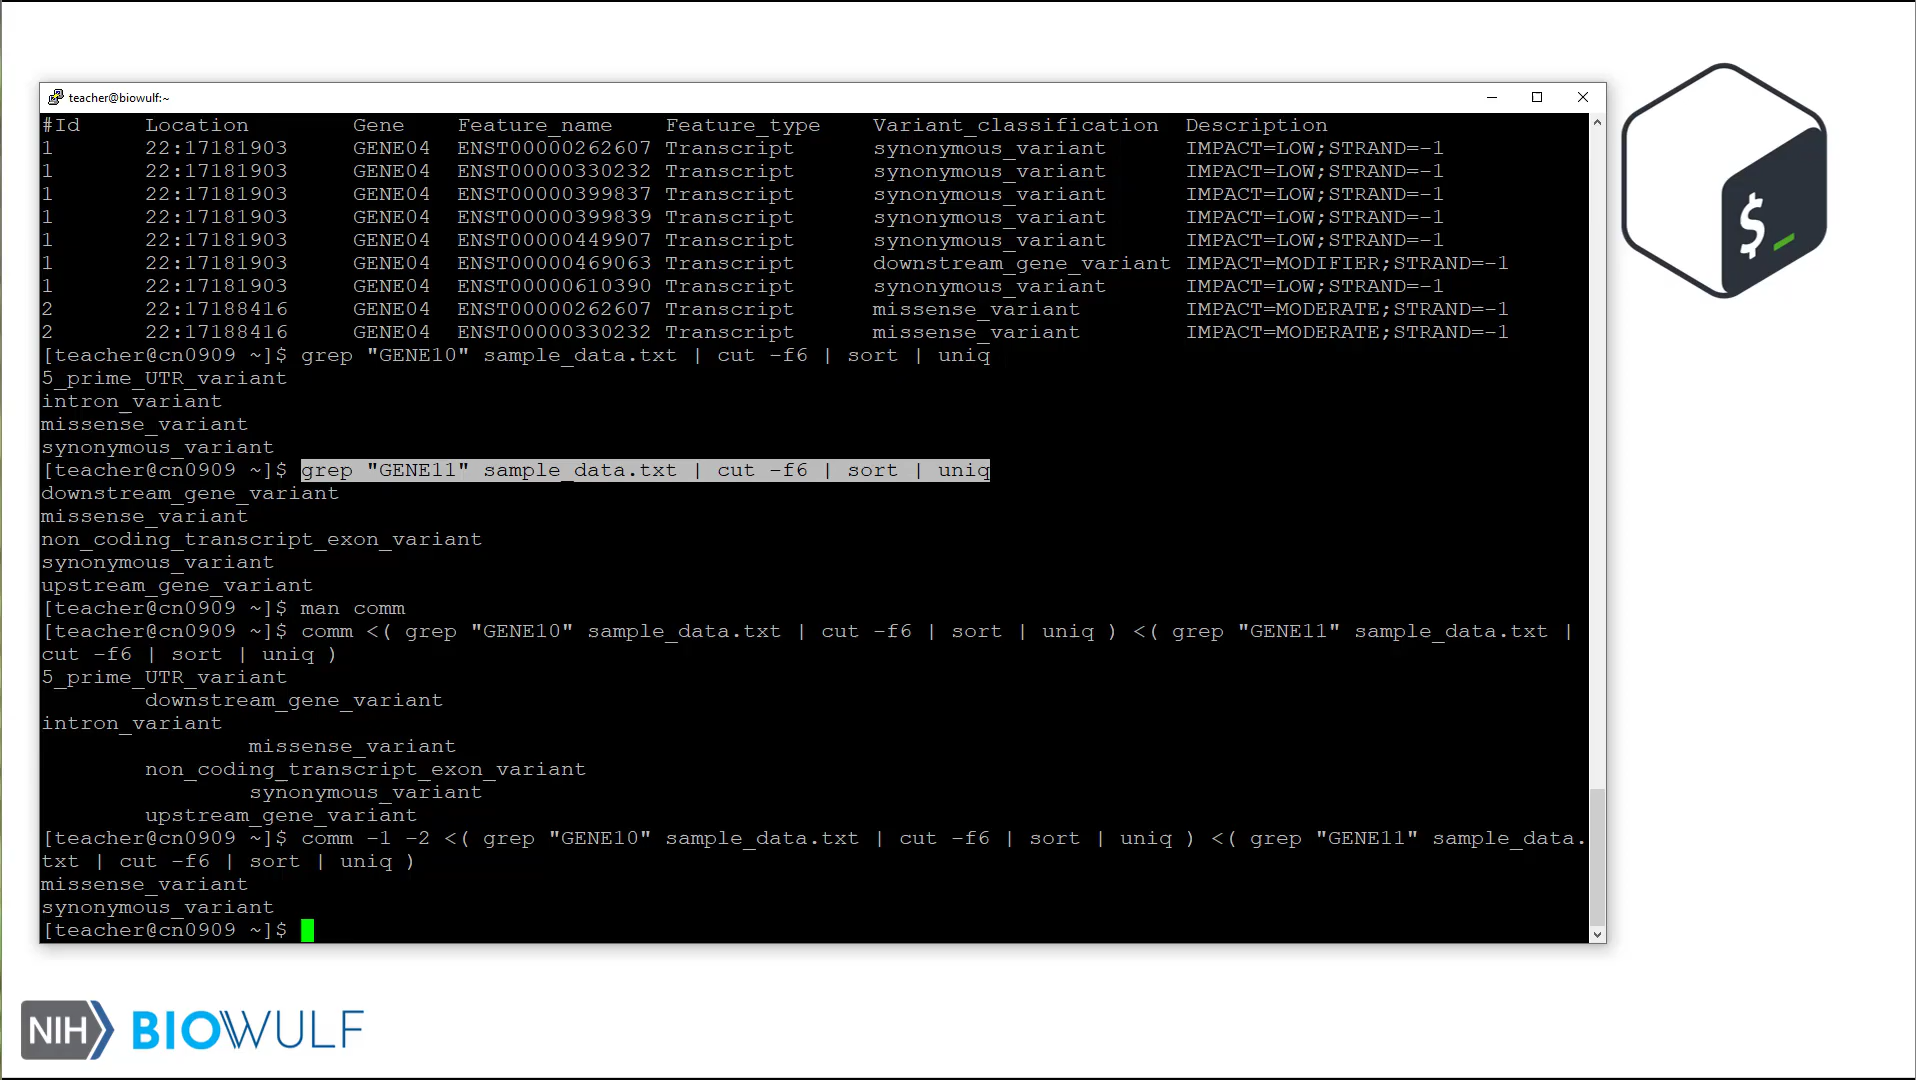 teacher@biowulf:~
#Id Location Gene Feature_name Feature_type Variant_classification Description
1 22:17181903 GENE04 ENST00000262607 Transcript synonymous_variant IMPACT=LOW;STRAND=-1
1 22:17181903 GENE04 ENST00000330232 Transcript synonymous_variant IMPACT=LOW;STRAND=-1
1 22:17181903 GENE04 ENST00000399837 Transcript synonymous_variant IMPACT=LOW;STRAND=-1
1 22:17181903 GENE04 ENST00000399839 Transcript synonymous_variant IMPACT=LOW;STRAND=-1
1 22:17181903 GENE04 ENST00000449907 Transcript synonymous_variant IMPACT=LOW;STRAND=-1
1 22:17181903 GENE04 ENST00000469063 Transcript downstream_gene_variant IMPACT=MODIFIER;STRAND=-1
1 22:17181903 GENE04 ENST00000610390 Transcript synonymous_variant IMPACT=LOW;STRAND=-1
2 22:17188416 GENE04 ENST00000262607 Transcript missense_variant IMPACT=MODERATE;STRAND=-1
2 22:17188416 GENE04 ENST00000330232 Transcript missense_variant IMPACT=MODERATE;STRAND=-1
[teacher@cn0909 ~]$ grep "GENE10" sample_data.txt | cut -f6 | sort | uniq
5_prime_UTR_variant
intron_variant
missense_variant
synonymous_variant
[teacher@cn0909 ~]$ grep "GENE11" sample_data.txt | cut -f6 | sort | uniq
downstream_gene_variant
missense_variant
non_coding_transcript_exon_variant
synonymous_variant
upstream_gene_variant
[teacher@cn0909 ~]$ man comm
[teacher@cn0909 ~]$ comm <( grep "GENE10" sample_data.txt | cut -f6 | sort | uniq ) <( grep "GENE11" sample_data.txt |
cut -f6 | sort | uniq )
5_prime_UTR_variant
downstream_gene_variant
intron_variant
missense_variant
non_coding_transcript_exon_variant
synonymous_variant
upstream_gene_variant
[teacher@cn0909 ~]$ comm -1 -2 <( grep "GENE10" sample_data.txt | cut -f6 | sort | uniq ) <( grep "GENE11" sample_data.
txt | cut -f6 | sort | uniq )
missense_variant
synonymous_variant
[teacher@cn0909 ~]$
$_
NIH BIOWULF